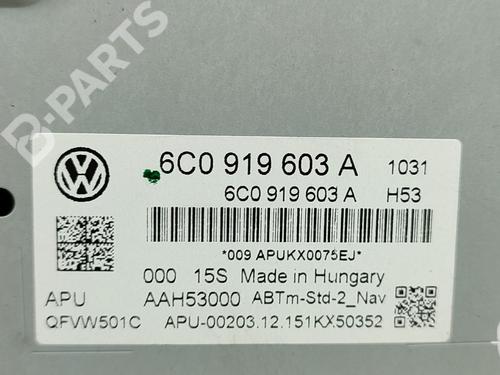 B-PARTS
6C0 919 603 A 1031
6C0 919 603 A H53
*009 APUKX0075EJ*
000 15S Made in Hungary
APU AAH53000 ABTm-Std-2_Nav
QFVW501C APU-00203.12.151KX50352